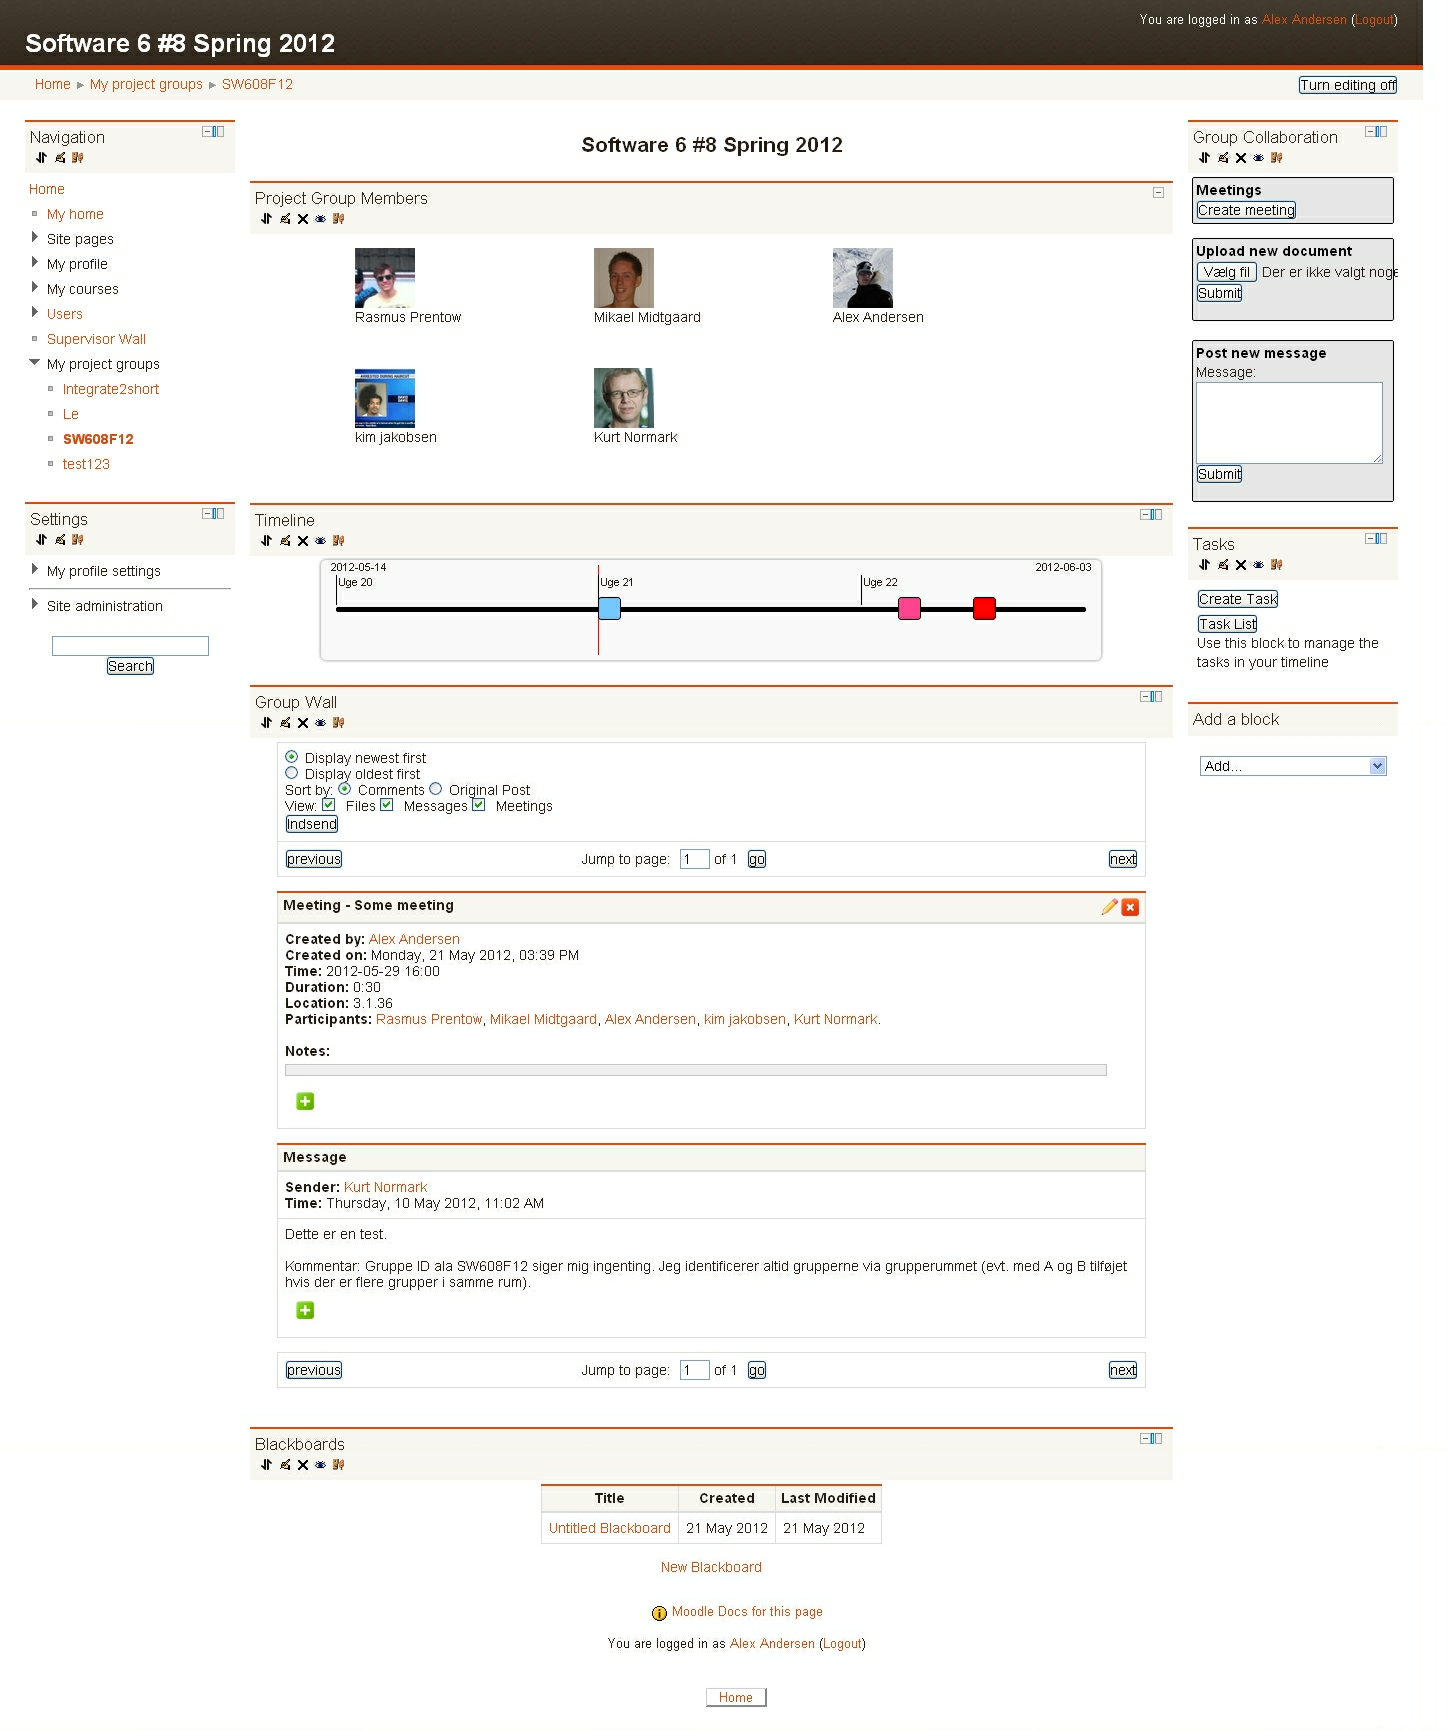 You are logged in as Alex Andersen (Logout)
Software 6 #8 Spring 2012
Home ► My project groups ► SW608F12
Turn editing off
Navigation
Home
My home
Site pages
My profile
My courses
Users
Supervisor Wall
My project groups
Integrate2short
Le
SW608F12
test123
Settings
My profile settings
Site administration
Search
Software 6 #8 Spring 2012
Project Group Members
Rasmus Prentow
Mikael Midtgaard
Alex Andersen
kim jakobsen
Kurt Normark
Timeline
2012-05-14
2012-06-03
Uge 20
Uge 21
Uge 22
Group Wall
Display newest first
Display oldest first
Sort by: Comments Original Post
View: Files Messages Meetings
Indsend
previous
Jump to page: 1 of 1 go
next
Meeting - Some meeting
Created by: Alex Andersen
Created on: Monday, 21 May 2012, 03:39 PM
Time: 2012-05-29 16:00
Duration: 0:30
Location: 3.1.36
Participants: Rasmus Prentow, Mikael Midtgaard, Alex Andersen, kim jakobsen, Kurt Normark.
Notes:
Message
Sender: Kurt Normark
Time: Thursday, 10 May 2012, 11:02 AM
Dette er en test.
Kommentar: Gruppe ID ala SW608F12 siger mig ingenting. Jeg identificerer altid grupperne via grupperummet (evt. med A og B tilføjet
hvis der er flere grupper i samme rum).
previous
Jump to page: 1 of 1 go
next
Blackboards
Title Created Last Modified
Untitled Blackboard 21 May 2012 21 May 2012
New Blackboard
Moodle Docs for this page
You are logged in as Alex Andersen (Logout)
Home
Group Collaboration
Meetings
Create meeting
Upload new document
Vælg fil Der er ikke valgt noge
Submit
Post new message
Message:
Submit
Tasks
Create Task
Task List
Use this block to manage the
tasks in your timeline
Add a block
Add...